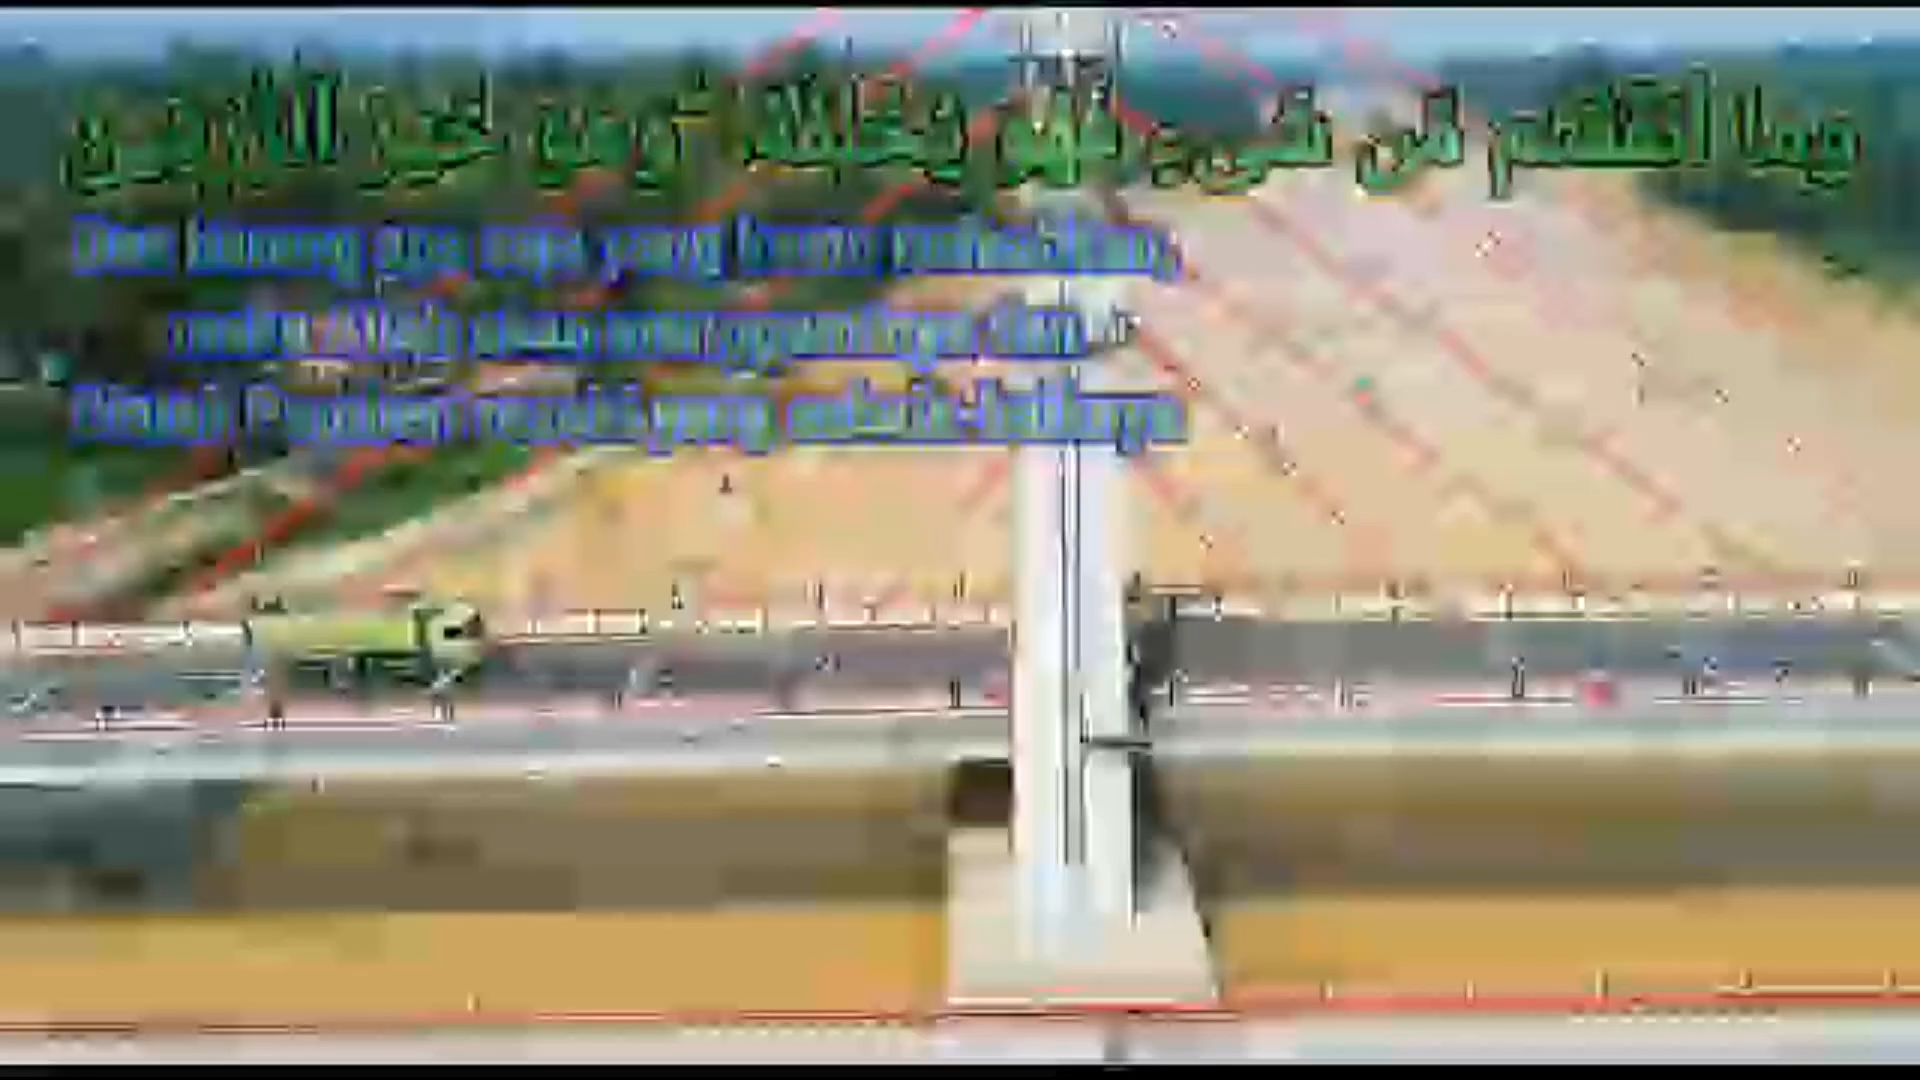 وما أنفقتم من شيء فهو يخلفه وهو خير الرازقين
Dan barang apa saja yang kamu nafkahkan,
maka Allah akan menggantinya dan
Dialah Pemberi rezeki yang sebaik-baiknya